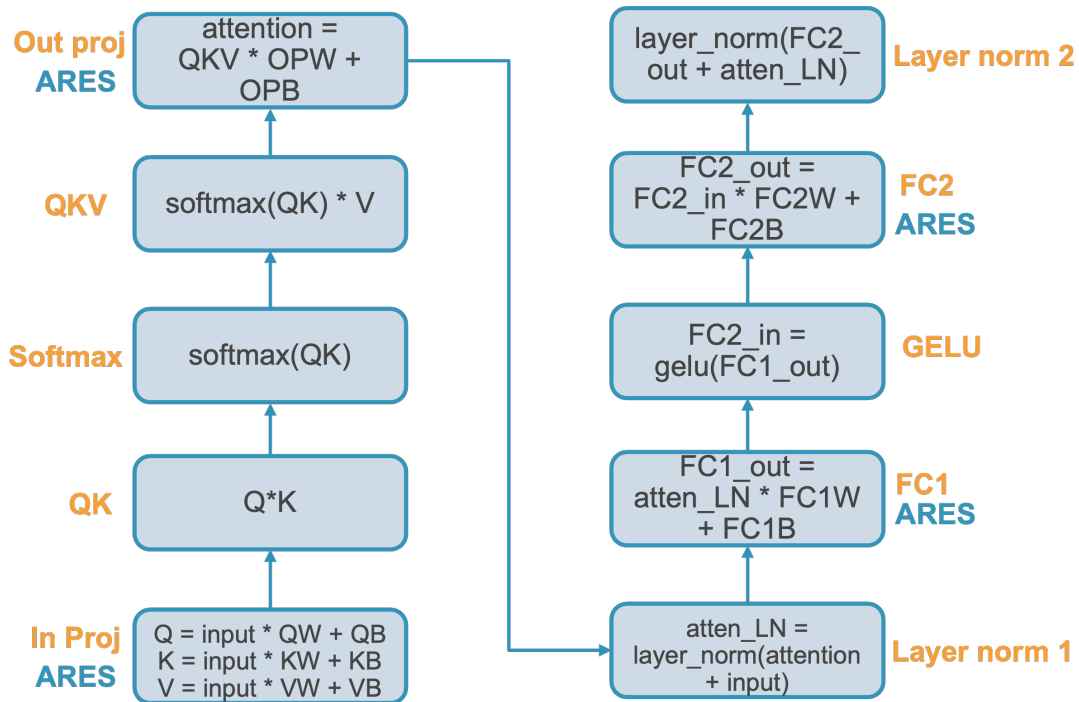 Out proj
ARES
attention =
QKV * OPW +
OPB
QKV
softmax(QK) * V
Softmax
softmax(QK)
QK
Q*K
In Proj
ARES
Q = input * QW + QB
K = input * KW + KB
V = input * VW + VB
layer_norm(FC2_
out + atten_LN)
Layer norm 2
FC2_out =
FC2_in * FC2W +
FC2B
FC2
ARES
FC2_in =
gelu(FC1_out)
GELU
FC1_out =
atten_LN * FC1W
+ FC1B
FC1
ARES
atten_LN =
layer_norm(attention
+ input)
Layer norm 1